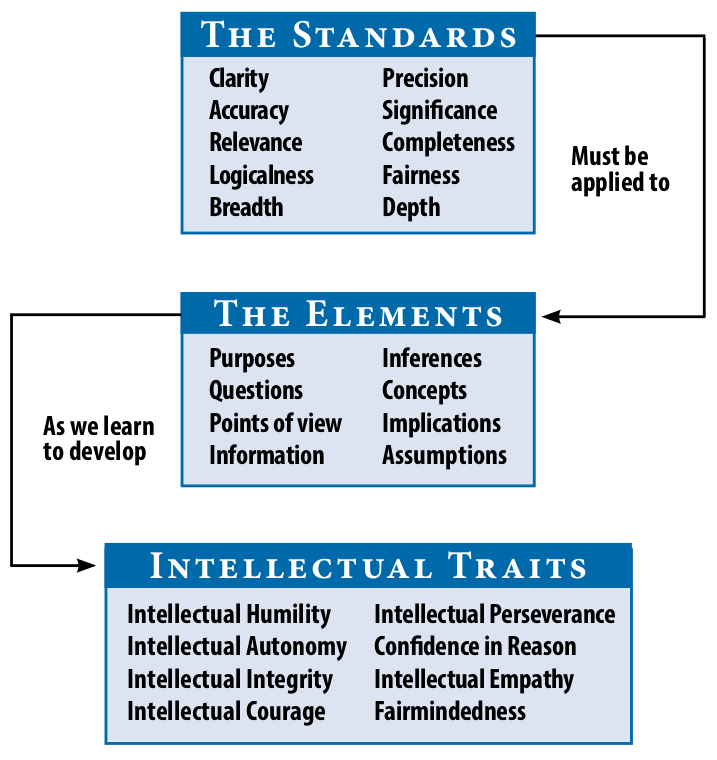 THE STANDARDS
Clarity
Accuracy
Relevance
Logicalness
Breadth
Precision
Significance
Completeness
Fairness
Depth
Must be
applied to
THE ELEMENTS
Purposes
Questions
Points of view
Information
Inferences
Concepts
Implications
Assumptions
As we learn
to develop
INTELLECTUAL TRAITS
Intellectual Humility
Intellectual Autonomy
Intellectual Integrity
Intellectual Courage
Intellectual Perseverance
Confidence in Reason
Intellectual Empathy
Fairmindedness